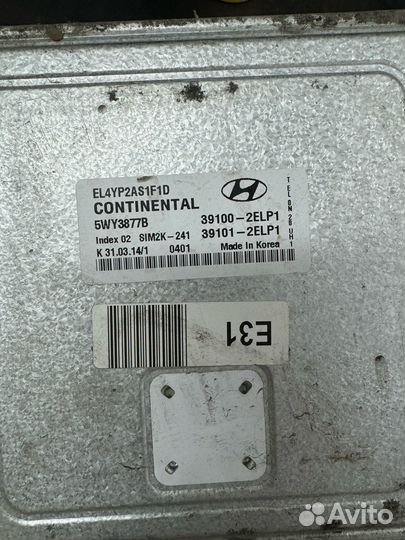 EL4YP2AS1F1D
CONTINENTAL
5WY3877B 39100-2ELP1
Index 02 SIM2K-241 39101-2ELP1
K 31.03.14/1 0401 Made in Korea
E31
Avito